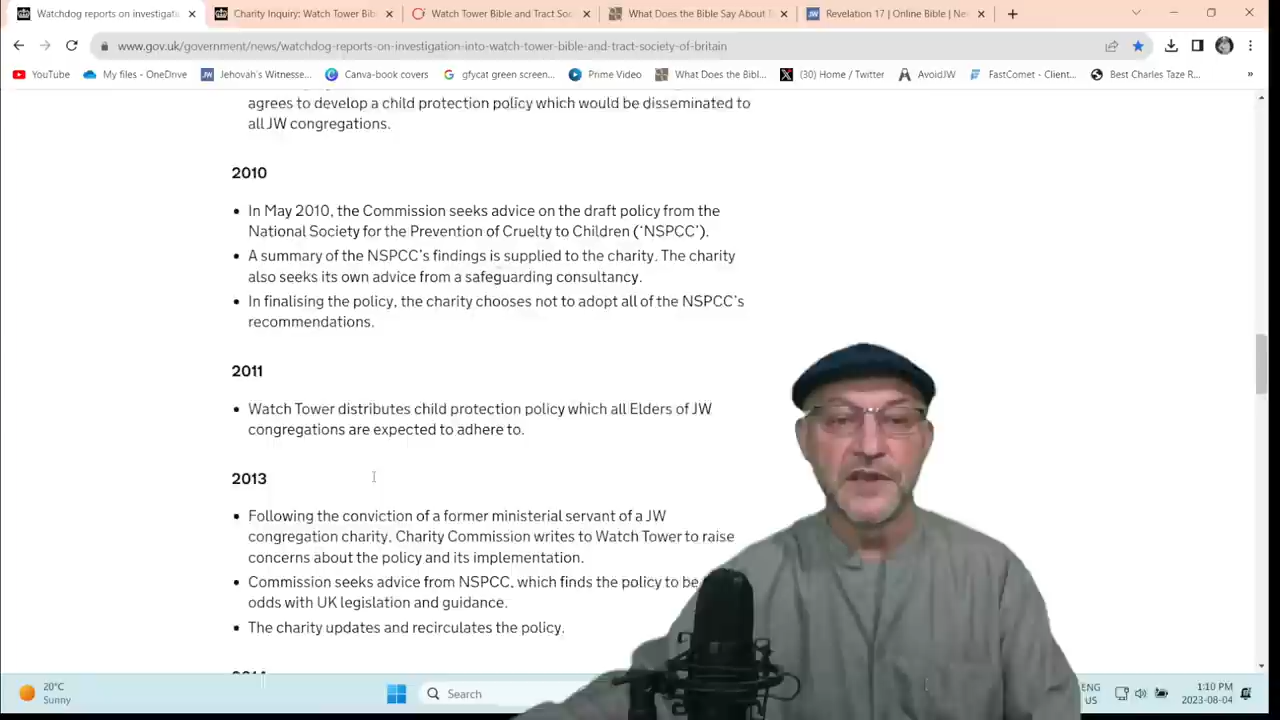 Watchdog reports on investigati
Charity Inquiry: Watch Tower Bib
Watch Tower Bible and Tract Soc
What Does the Bible Say About
Revelation 17 | Online Bible | Ne
www.gov.uk/government/news/watchdog-reports-on-investigation-into-watch-tower-bible-and-tract-society-of-britain
YouTube
My files - OneDrive
Jehovah's Witnesse...
Canva-book covers
gfycat green screen...
Prime Video
What Does the Bibl...
(30) Home / Twitter
AvoidJW
FastComet - Client...
Best Charles Taze R...
agrees to develop a child protection policy which would be disseminated to
all JW congregations.
2010
• In May 2010, the Commission seeks advice on the draft policy from the
National Society for the Prevention of Cruelty to Children ('NSPCC').
• A summary of the NSPCC's findings is supplied to the charity. The charity
also seeks its own advice from a safeguarding consultancy.
• In finalising the policy, the charity chooses not to adopt all of the NSPCC's
recommendations.
2011
• Watch Tower distributes child protection policy which all Elders of JW
congregations are expected to adhere to.
2013
• Following the conviction of a former ministerial servant of a JW
congregation charity, Charity Commission writes to Watch Tower to raise
concerns about the policy and its implementation.
• Commission seeks advice from NSPCC, which finds the policy to be
odds with UK legislation and guidance.
• The charity updates and recirculates the policy.
20°C
Sunny
Search
ENG
US
1:10 PM
2023-08-04